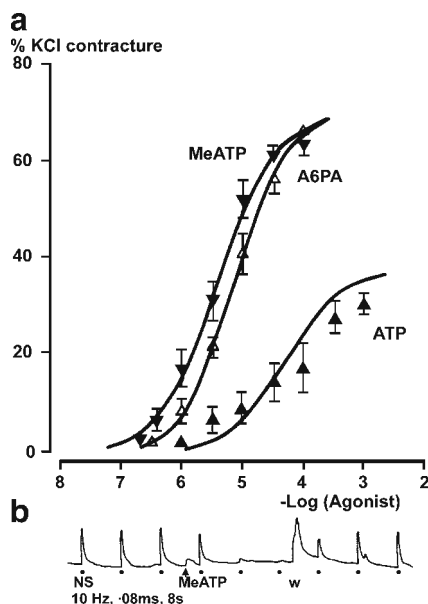 a
% KCl contracture
80
MeATP
A6PA
60
40
ATP
20
0
8 7 6 5 4 3 2
-Log (Agonist)
b
NS MeATP w
10 Hz, ·08ms, 8s